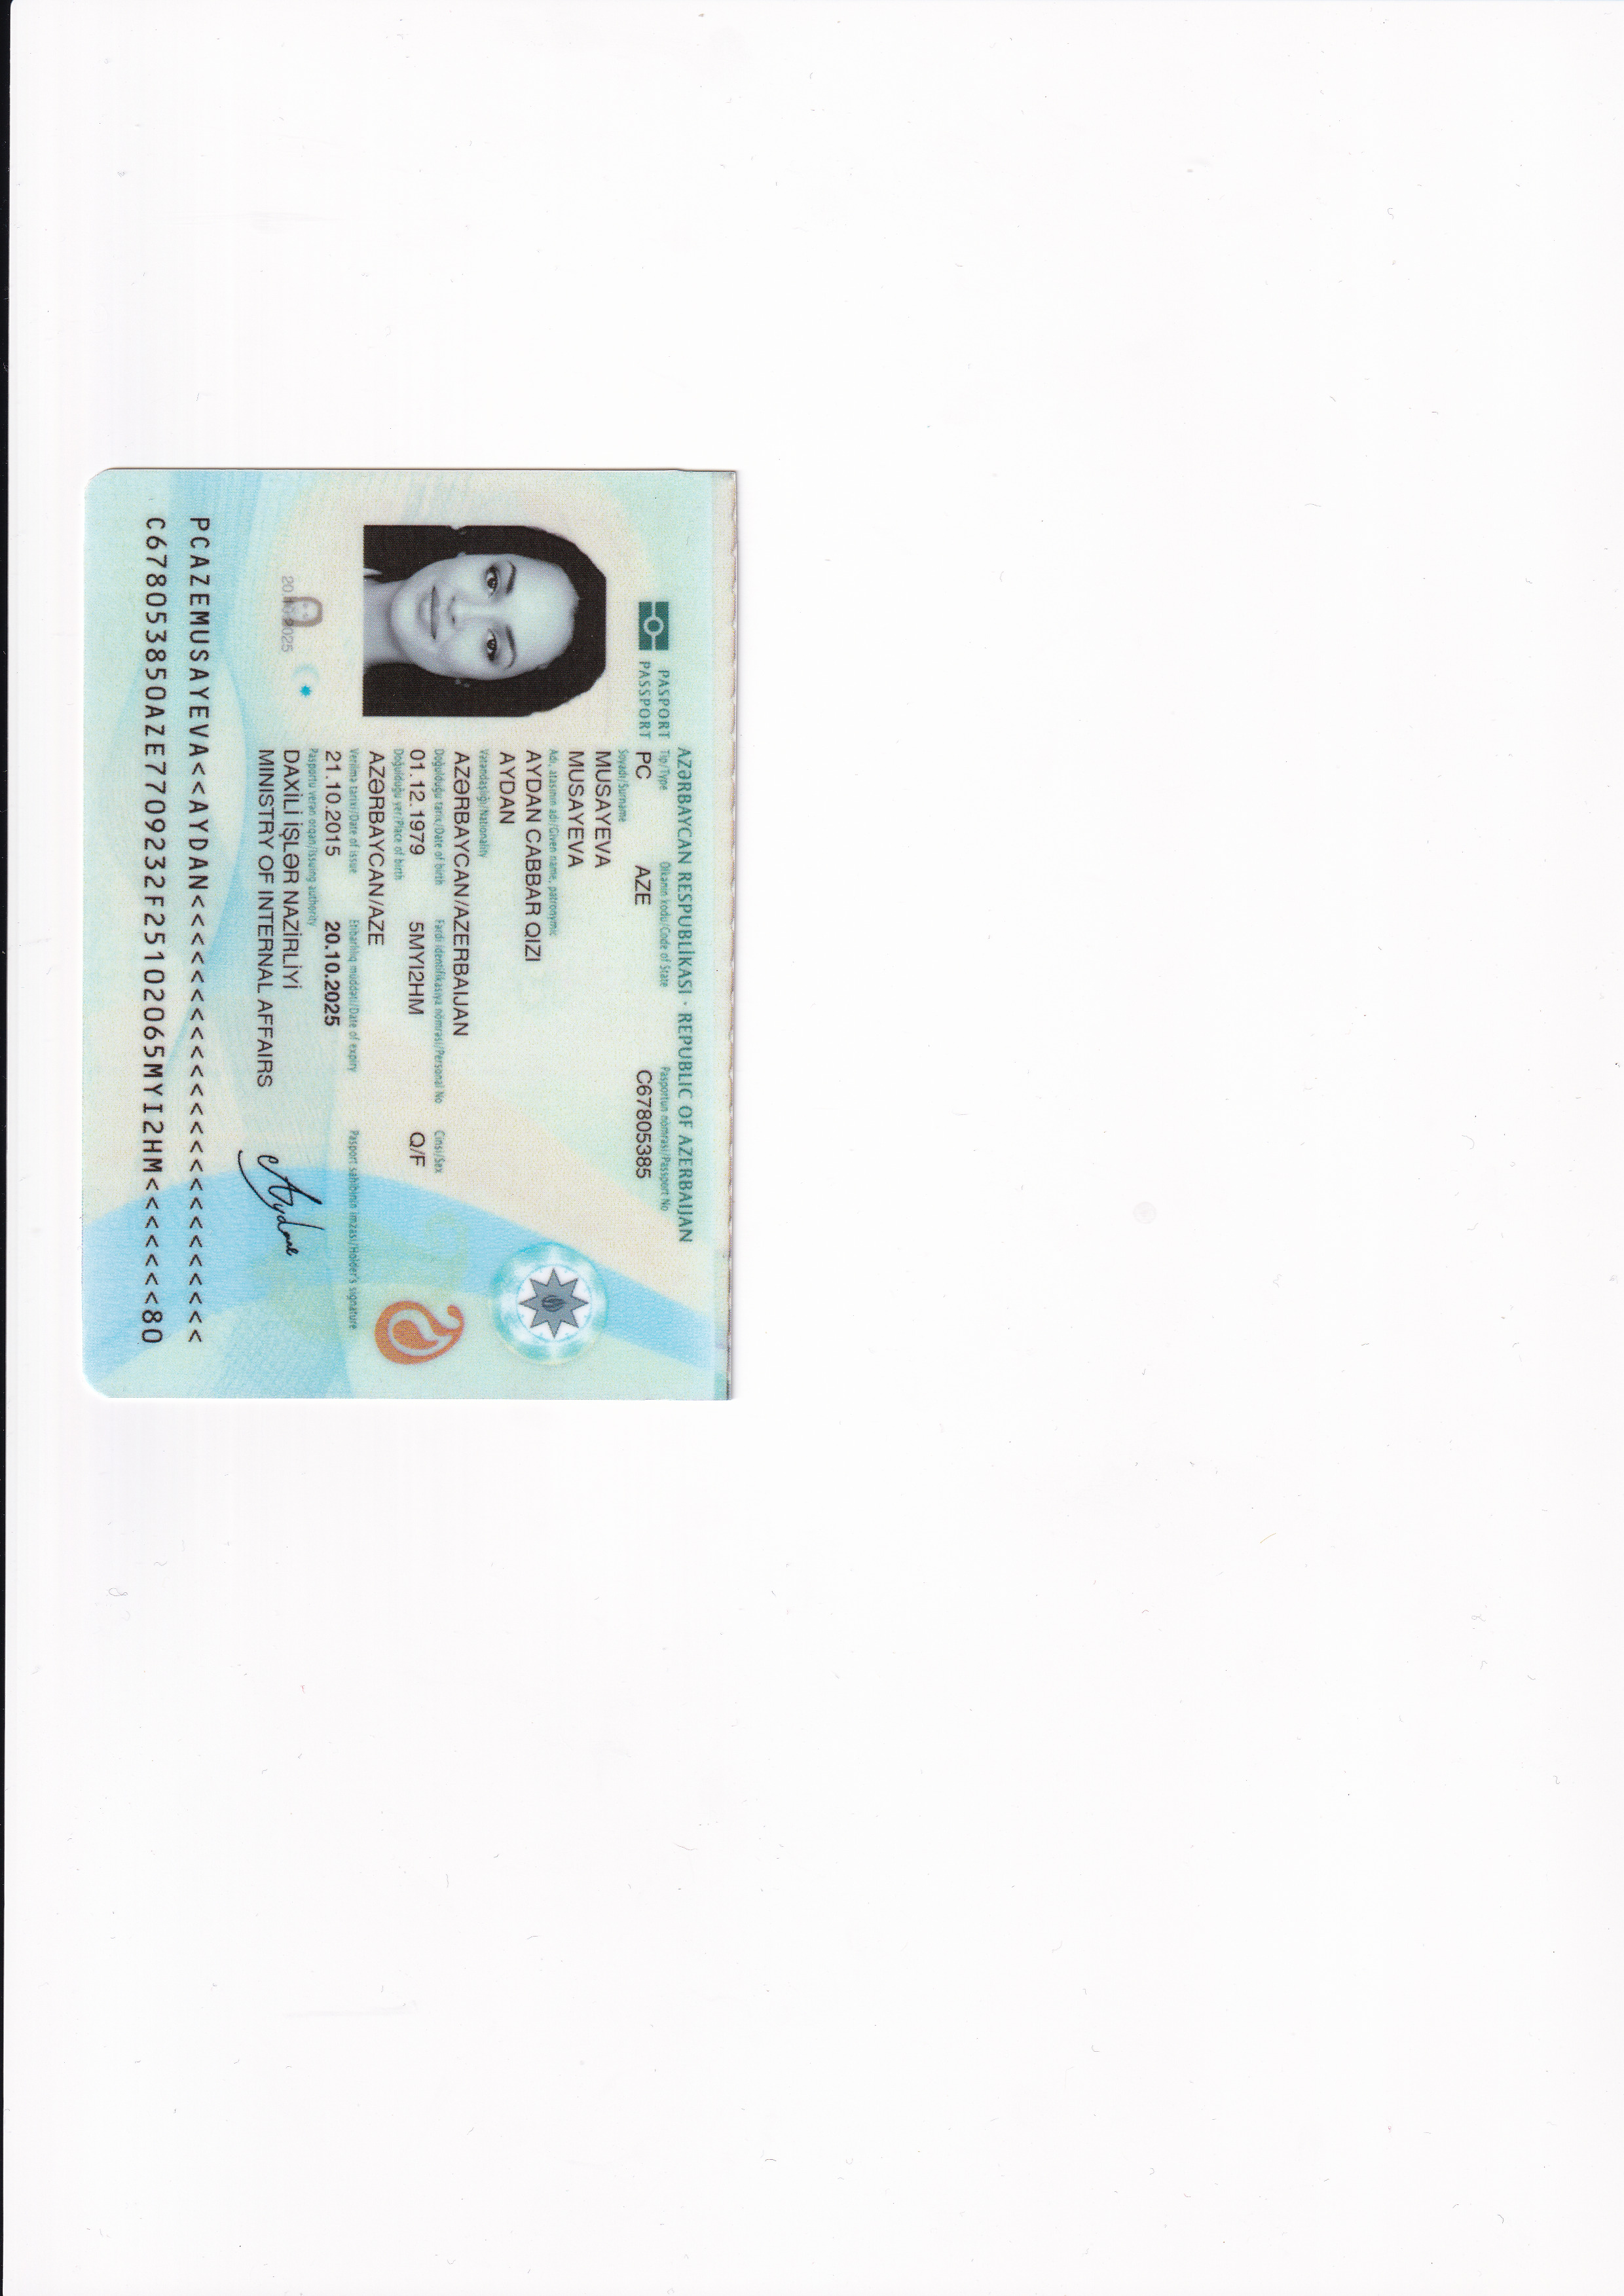 AZƏRBAYCAN RESPUBLİKASI · REPUBLIC OF AZERBAIJAN
PASPORT
PASSPORT
Tip/Type Ölkənin kodu/Code of State Pasportun nömrəsi/Passport No
PC AZE C67805385
Soyadı/Surname
MUSAYEVA
MUSAYEVA
Adı, atasının adı/Given name, patronymic
AYDAN CABBAR QIZI
AYDAN
Vətəndaşlığı/Nationality
AZƏRBAYCAN/AZERBAIJAN
Doğulduğu tarix/Date of birth Fərdi identifikasiya nömrəsi/Personal No Cinsi/Sex
01.12.1979 5MYI2HM Q/F
Doğulduğu yer/Place of birth
AZƏRBAYCAN/AZE
Verilmə tarixi/Date of issue Etibarlılıq müddəti/Date of expiry Pasport sahibinin imzası/Holder's signature
21.10.2015 20.10.2025
Pasportu verən orqan/Issuing authority
DAXİLİ İŞLƏR NAZİRLİYİ
MINISTRY OF INTERNAL AFFAIRS
Aydan
PCAZEMUSAYEVA<<AYDAN<<<<<<<<<<<<<<<<<<<<<<<<
C678053850AZE7709232F25102065MYI2HM<<<<<<<80